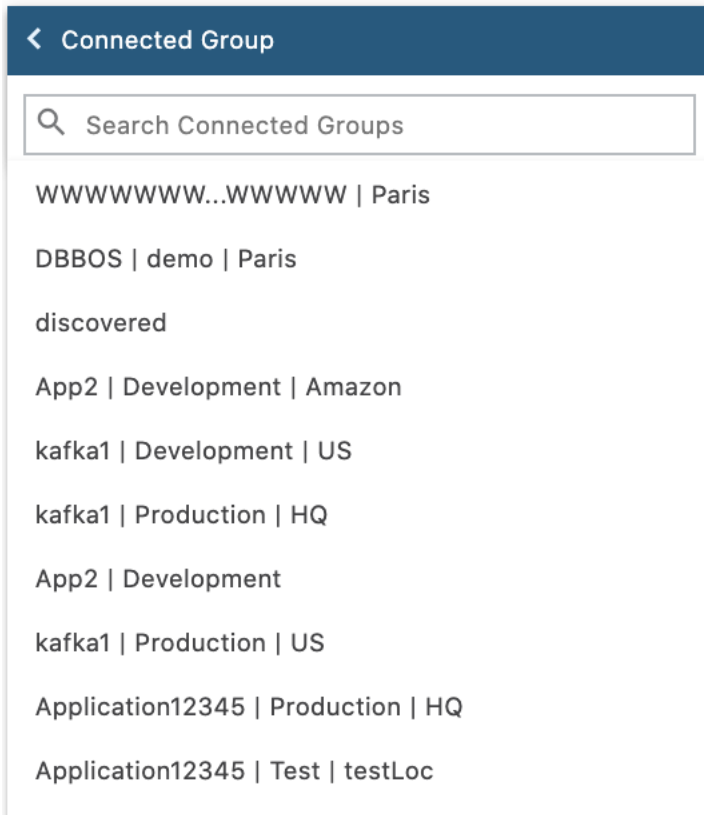 Connected Group
Search Connected Groups
WWWWWWW...WWWWW | Paris
DBBOS | demo | Paris
discovered
App2 | Development | Amazon
kafka1 | Development | US
kafka1 | Production | HQ
App2 | Development
kafka1 | Production | US
Application12345 | Production | HQ
Application12345 | Test | testLoc